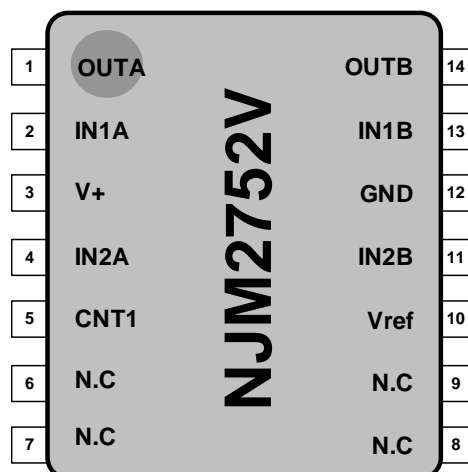 1 OUTA OUTB 14
2 IN1A IN1B 13
3 V+ GND 12
4 IN2A IN2B 11
5 CNT1 Vref 10
6 N.C N.C 9
7 N.C N.C 8
NJM2752V